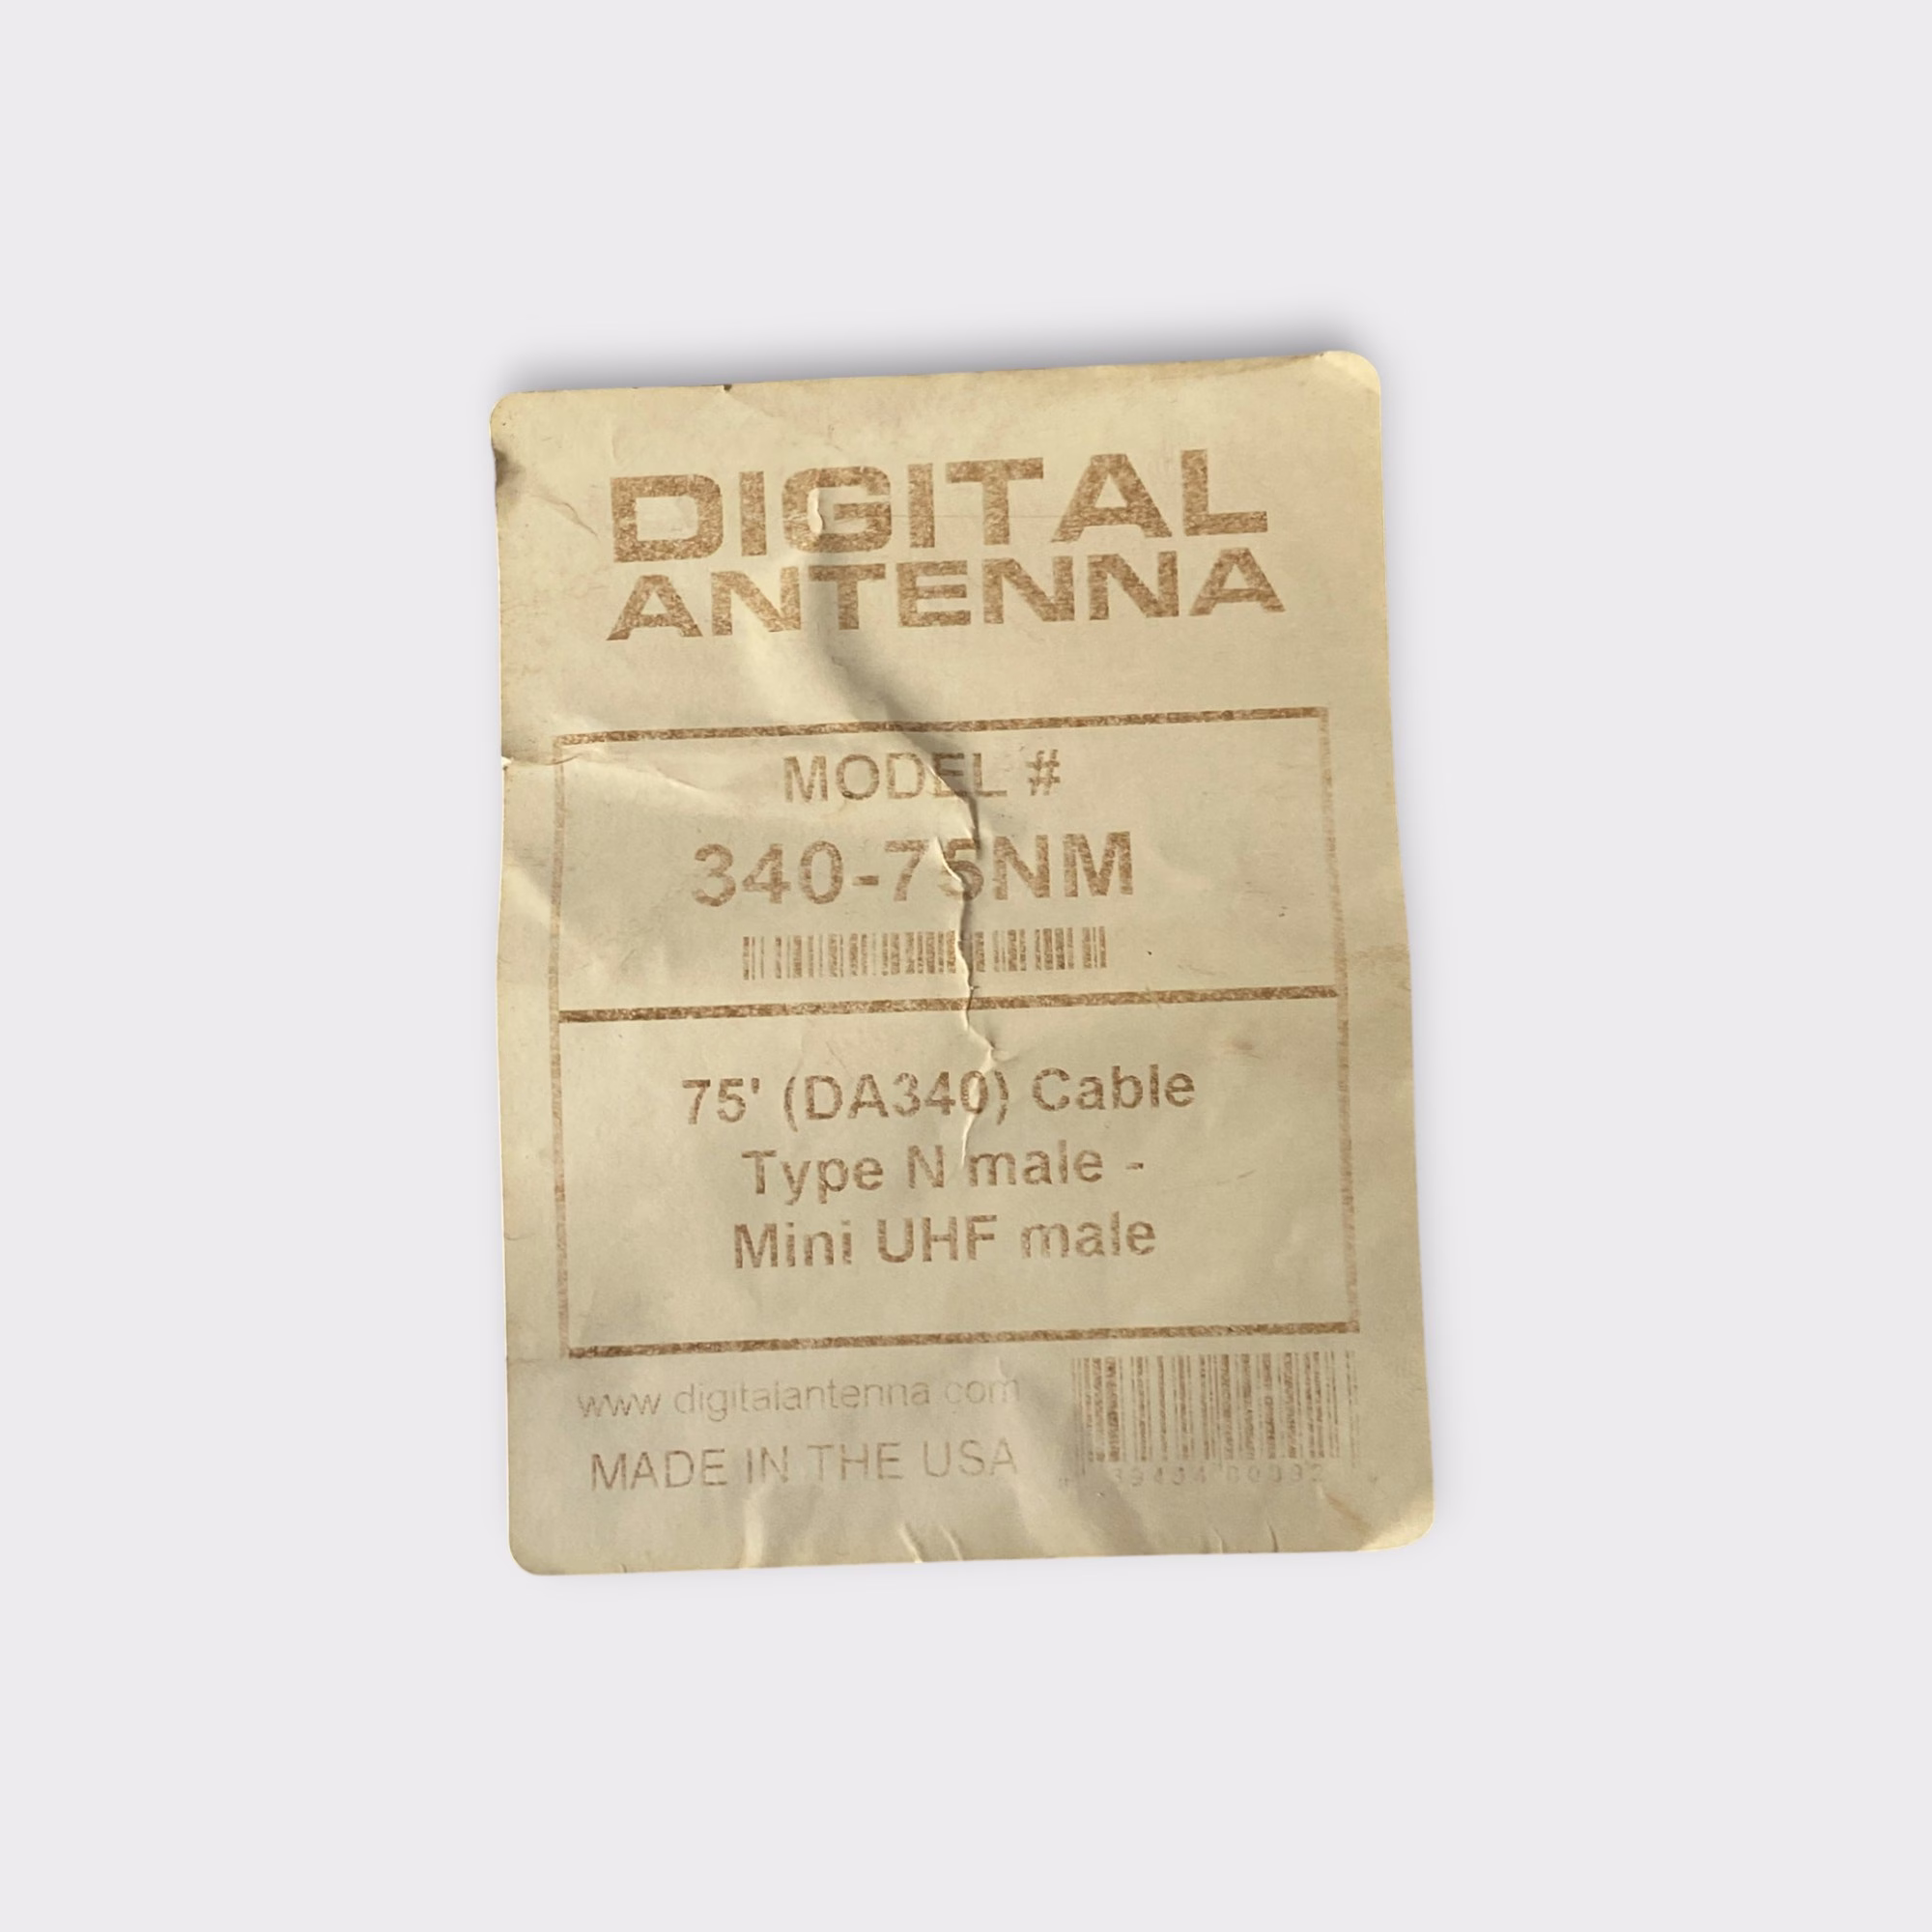 DIGITAL
ANTENNA
MODEL #
340-75NM
75' (DA340) Cable
Type N male -
Mini UHF male
www.digitalantenna.com
MADE IN THE USA